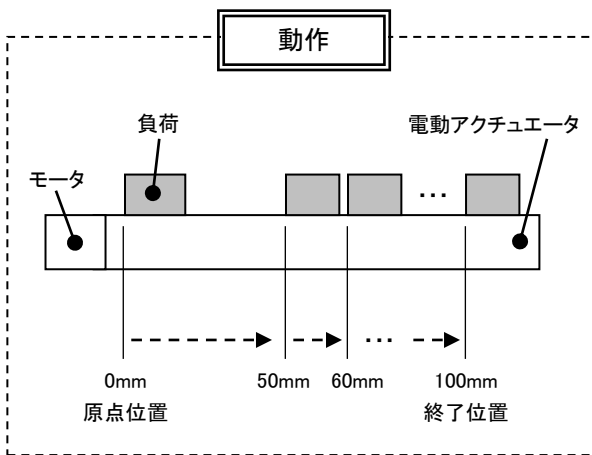 動作
負荷
電動アクチュエータ
モータ
…
…
0mm
50mm
60mm
100mm
原点位置
終了位置